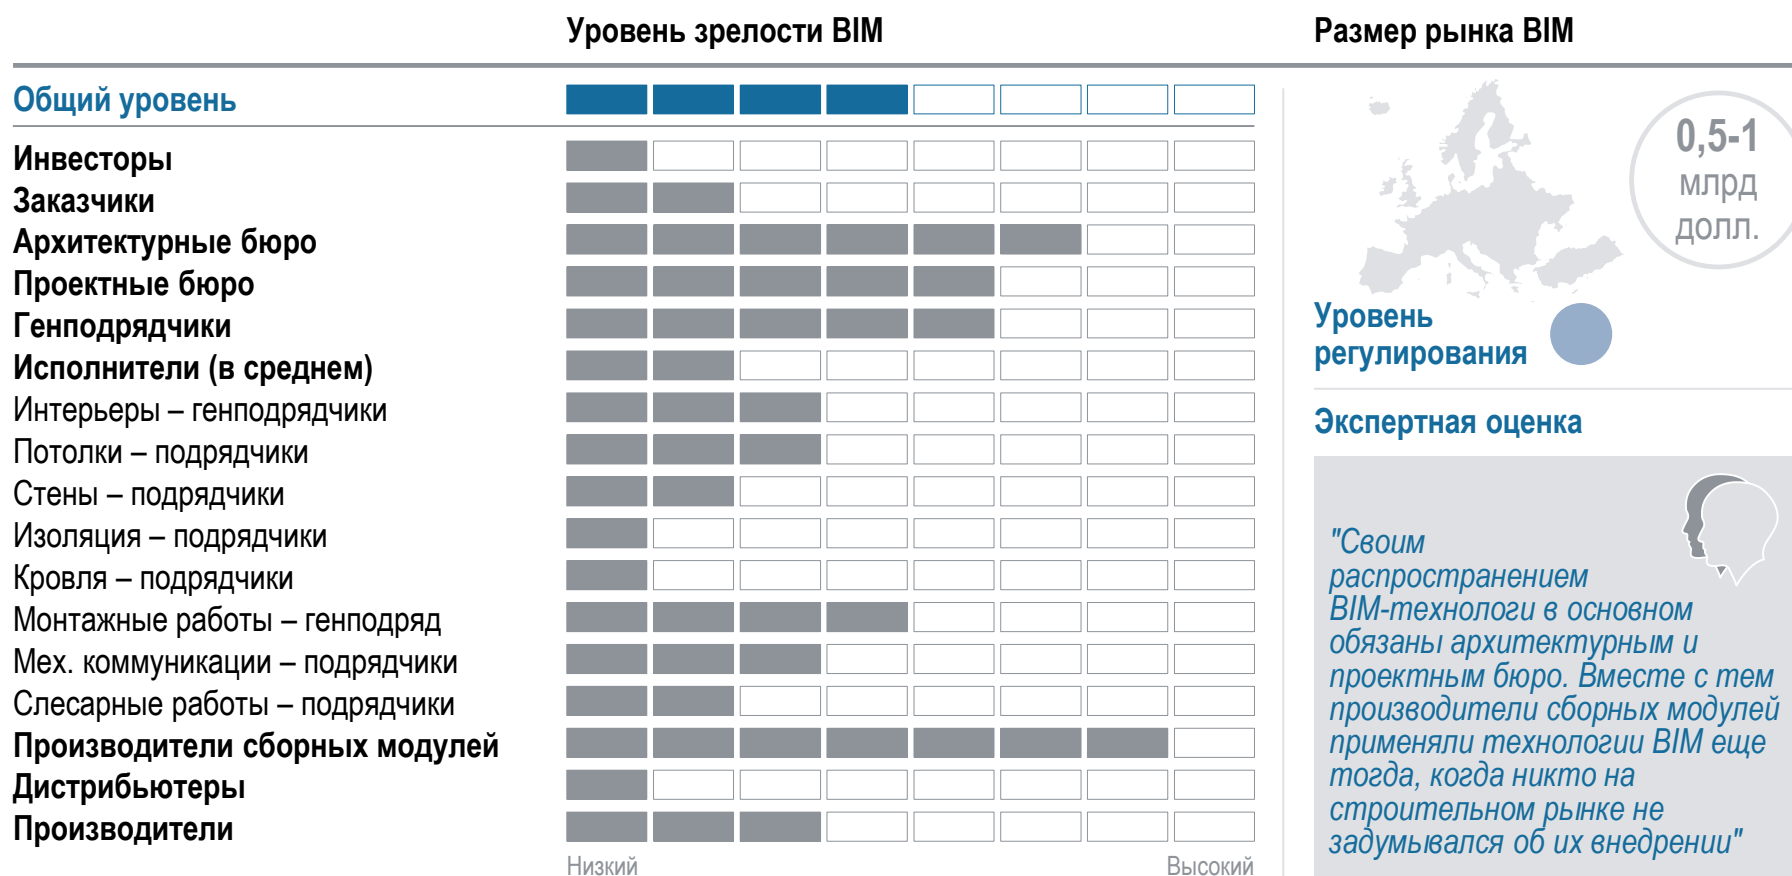 Уровень зрелости BIM
Размер рынка BIM
Общий уровень
Инвесторы
Заказчики
Архитектурные бюро
Проектные бюро
Генподрядчики
Исполнители (в среднем)
Интерьеры – генподрядчики
Потолки – подрядчики
Стены – подрядчики
Изоляция – подрядчики
Кровля – подрядчики
Монтажные работы – генподряд
Мех. коммуникации – подрядчики
Слесарные работы – подрядчики
Производители сборных модулей
Дистрибьютеры
Производители
Низкий
Высокий
0,5-1
млрд
долл.
Уровень
регулирования
Экспертная оценка
"Своим
распространением
BIM-технологи в основном
обязаны архитектурным и
проектным бюро. Вместе с тем
производители сборных модулей
применяли технологии BIM еще
тогда, когда никто на
строительном рынке не
задумывался об их внедрении"